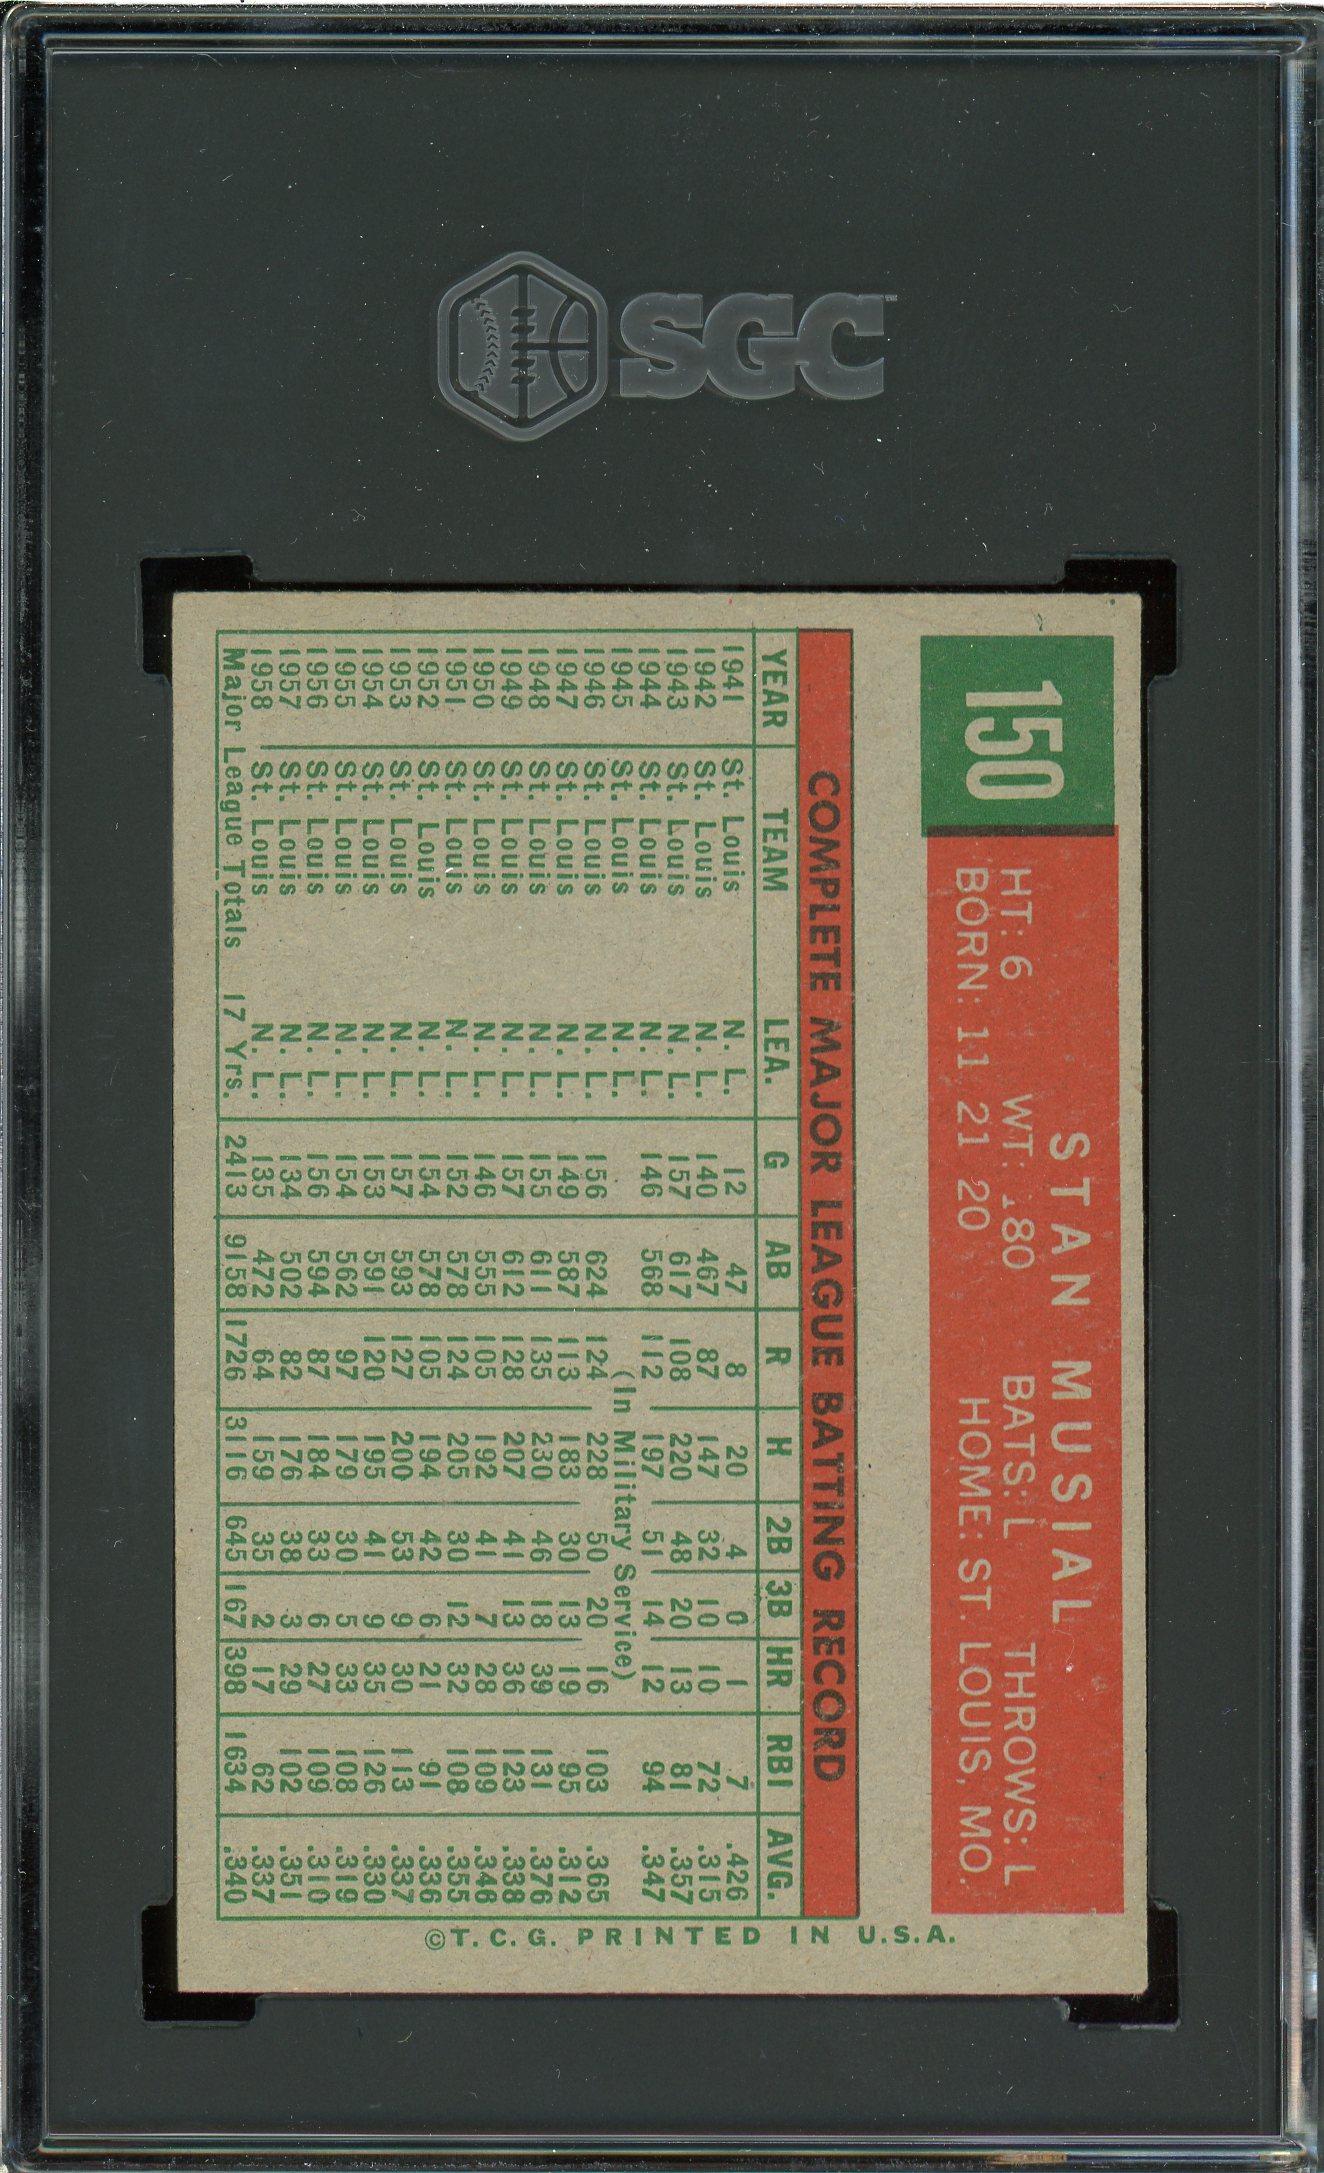 SGC
150
STAN MUSIAL
HT: 6 WT: 180 BATS: L THROWS: L
BORN: 11 21 20 HOME: ST. LOUIS, MO.
COMPLETE MAJOR LEAGUE BATTING RECORD
YEAR TEAM LEA. G AB R H 2B 3B HR RBI AVG.
1941 St. Louis N. L. 12 47 8 20 4 0 1 7 .426
1942 St. Louis N. L. 140 467 87 147 32 10 10 72 .315
1943 St. Louis N. L. 157 617 108 220 48 20 13 81 .357
1944 St. Louis N. L. 146 568 112 197 51 14 12 94 .347
1945 St. Louis N. L. (In Military Service)
1946 St. Louis N. L. 156 624 124 228 50 20 16 103 .365
1947 St. Louis N. L. 149 587 113 183 30 13 19 95 .312
1948 St. Louis N. L. 155 611 135 230 46 18 39 131 .376
1949 St. Louis N. L. 157 612 128 207 41 13 36 123 .338
1950 St. Louis N. L. 146 555 105 192 41 7 28 109 .348
1951 St. Louis N. L. 152 578 124 205 30 12 32 108 .355
1952 St. Louis N. L. 154 578 105 194 42 6 21 91 .336
1953 St. Louis N. L. 157 593 127 200 53 9 30 113 .337
1954 St. Louis N. L. 153 591 120 195 41 9 35 126 .330
1955 St. Louis N. L. 154 562 97 179 30 5 33 108 .319
1956 St. Louis N. L. 156 594 87 184 33 6 27 109 .310
1957 St. Louis N. L. 134 502 82 176 38 3 29 102 .351
1958 St. Louis N. L. 135 472 64 159 35 2 17 62 .337
Major League Totals 17 Yrs. 2413 9158 1726 3116 645 167 398 1634 .340
©T.C.G. PRINTED IN U.S.A.